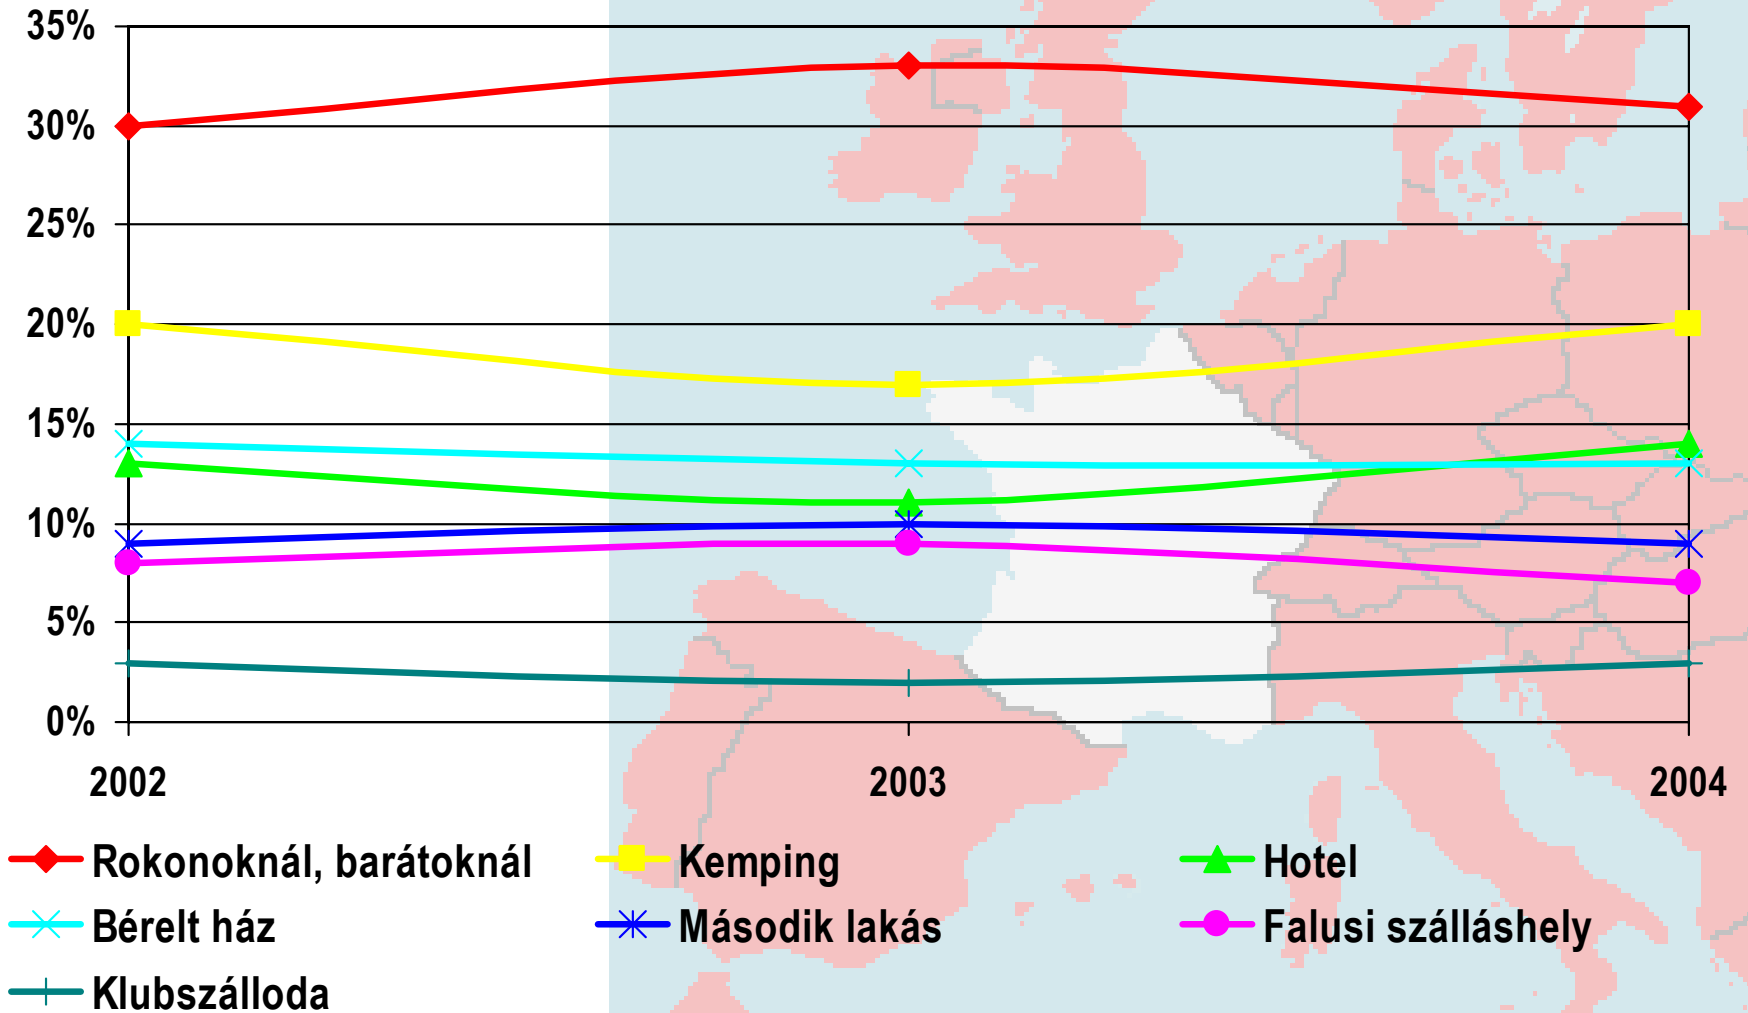 35%
30%
25%
20%
15%
10%
5%
0%
2002 2003 2004
Rokonoknál, barátoknál Kemping Hotel
Bérelt ház Második lakás Falusi szálláshely
Klubszálloda